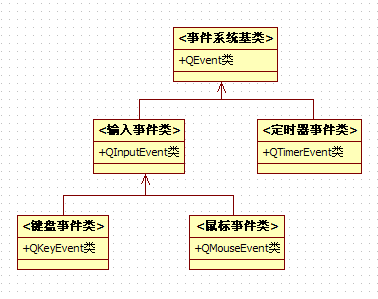 <事件系统基类>
+QEvent类
<输入事件类>
+QInputEvent类
<定时器事件类>
+QTimerEvent类
<键盘事件类>
+QKeyEvent类
<鼠标事件类>
+QMouseEvent类